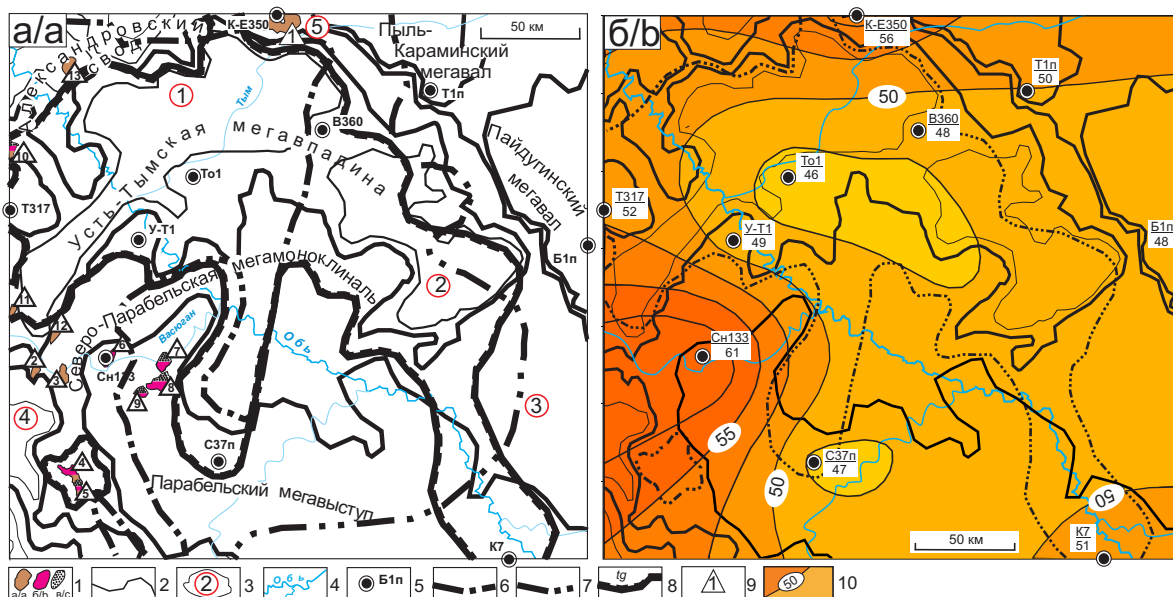 а/a
Александровский
свод
К-Е350
1
5
Пыль-
Караминский
мегавал
50 км
13
1
Тым
Т1п
В360
Пайдугинский
мегавал
10
Усть-Тымская мегавпадина
То1
Т317
У-Т1
Б1п
2
Северо-Парабельская мегамоноклиналь
11
12
Васюган
Обь
6
7
Сн133
2
3
8
9
3
4
С37п
4
5
Парабельский мегавыступ
К7
б/b
К-Е350
56
50
Т1п
50
В360
48
То1
46
Т317
52
У-Т1
49
Б1п
48
Сн133
61
55
С37п
47
50
50
К7
51
50 км
а/a б/b в/c 1
2
2 3
Обь 4
Б1п 5
6
7
tg 8
1 9
50 10